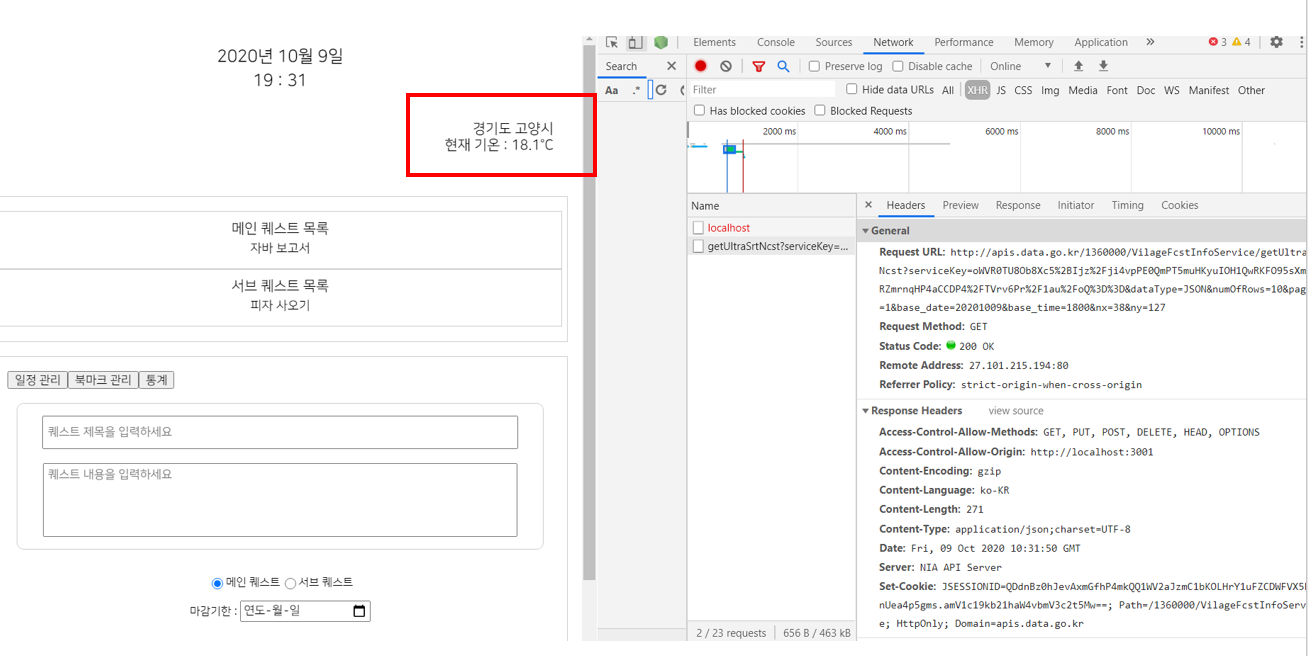 2020년 10월 9일
19 : 31
경기도 고양시
현재 기온 : 18.1°C
메인 퀘스트 목록
자바 보고서
서브 퀘스트 목록
피자 사오기
일정 관리 북마크 관리 통계
퀘스트 제목을 입력하세요
퀘스트 내용을 입력하세요
메인 퀘스트 서브 퀘스트
마감기한 : 연도-월-일
Elements Console Sources Network Performance Memory Application » 3 4
Search
Aa .*
Preserve log Disable cache Online
Filter Hide data URLs All XHR JS CSS Img Media Font Doc WS Manifest Other
Has blocked cookies Blocked Requests
2000 ms 4000 ms 6000 ms 8000 ms 10000 ms
Name
localhost
getUltraSrtNcst?serviceKey=...
2 / 23 requests 656 B / 463 kB
Headers Preview Response Initiator Timing Cookies
General
Request URL: http://apis.data.go.kr/1360000/VilageFcstInfoService/getUltra
Ncst?serviceKey=oWVR0TU8Ob8Xc5%2BIjz%2Fji4vpPE0QmPT5muHKyuIOH1QwRKFO95sXm
RZmrnqHP4aCCDP4%2FTVrv6Pr%2F1au%2FoQ%3D%3D&dataType=JSON&numOfRows=10&pag
=1&base_date=20201009&base_time=1800&nx=38&ny=127
Request Method: GET
Status Code: 200 OK
Remote Address: 27.101.215.194:80
Referrer Policy: strict-origin-when-cross-origin
Response Headers view source
Access-Control-Allow-Methods: GET, PUT, POST, DELETE, HEAD, OPTIONS
Access-Control-Allow-Origin: http://localhost:3001
Content-Encoding: gzip
Content-Language: ko-KR
Content-Length: 271
Content-Type: application/json;charset=UTF-8
Date: Fri, 09 Oct 2020 10:31:50 GMT
Server: NIA API Server
Set-Cookie: JSESSIONID=QDdnBz0hJevAxmGfhP4mkQQ1WV2aJzmC1bKOLHrY1uFZCDWFVX5
nUea4p5gms.amV1c19kb21haW4vbmV3c2t5Mw==; Path=/1360000/VilageFcstInfoServ
e; HttpOnly; Domain=apis.data.go.kr